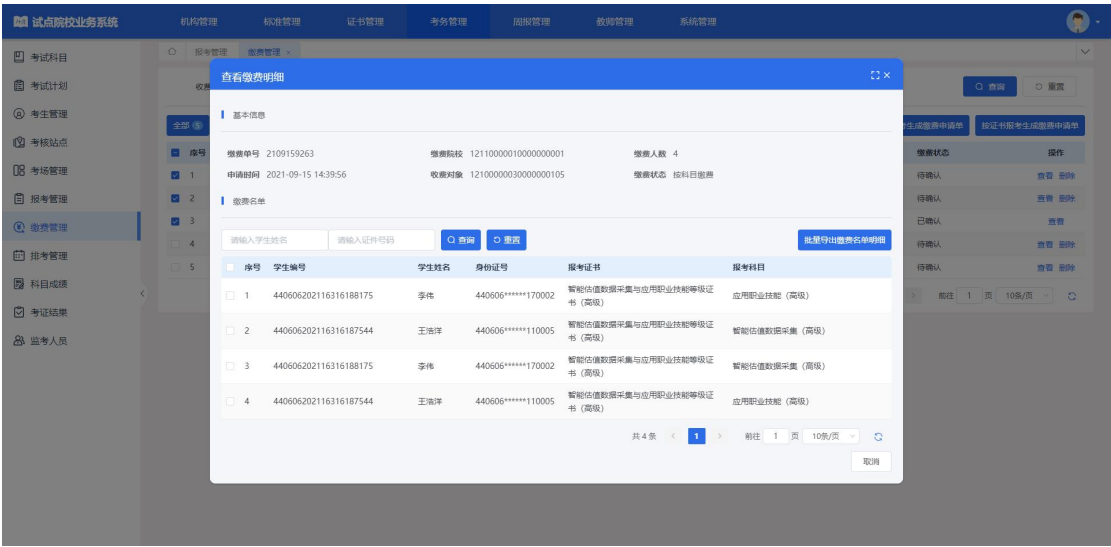 试点院校业务系统
机构管理 标准管理 证书管理 考务管理 周报管理 教师管理 系统管理
考试科目
考试计划
考生管理
考核站点
考场管理
报考管理
缴费管理
排考管理
科目成绩
考证结果
监考人员
报考管理 缴费管理 ×
收费
查询 重置
全部 5
生成缴费申请单 按证书报考生成缴费申请单
序号 缴费状态 操作
1 待确认 查看 删除
2 待确认 查看 删除
3 已确认 查看
4 待确认 查看 删除
5 待确认 查看 删除
前往 1 页 10条/页
查看缴费明细
基本信息
缴费单号 2109159263 缴费院校 12110000010000000001 缴费人数 4
申请时间 2021-09-15 14:39:56 收费对象 12100000030000000105 缴费状态 按科目缴费
缴费名单
请输入学生姓名 请输入证件号码 查询 重置 批量导出缴费名单明细
序号 学生编号 学生姓名 身份证号 报考证书 报考科目
1 440606202116316188175 李伟 440606******170002 智能估值数据采集与应用职业技能等级证
书（高级） 应用职业技能（高级）
2 440606202116316187544 王浩洋 440606******110005 智能估值数据采集与应用职业技能等级证
书（高级） 智能估值数据采集（高级）
3 440606202116316188175 李伟 440606******170002 智能估值数据采集与应用职业技能等级证
书（高级） 智能估值数据采集（高级）
4 440606202116316187544 王浩洋 440606******110005 智能估值数据采集与应用职业技能等级证
书（高级） 应用职业技能（高级）
共 4 条 1 前往 1 页 10条/页
取消